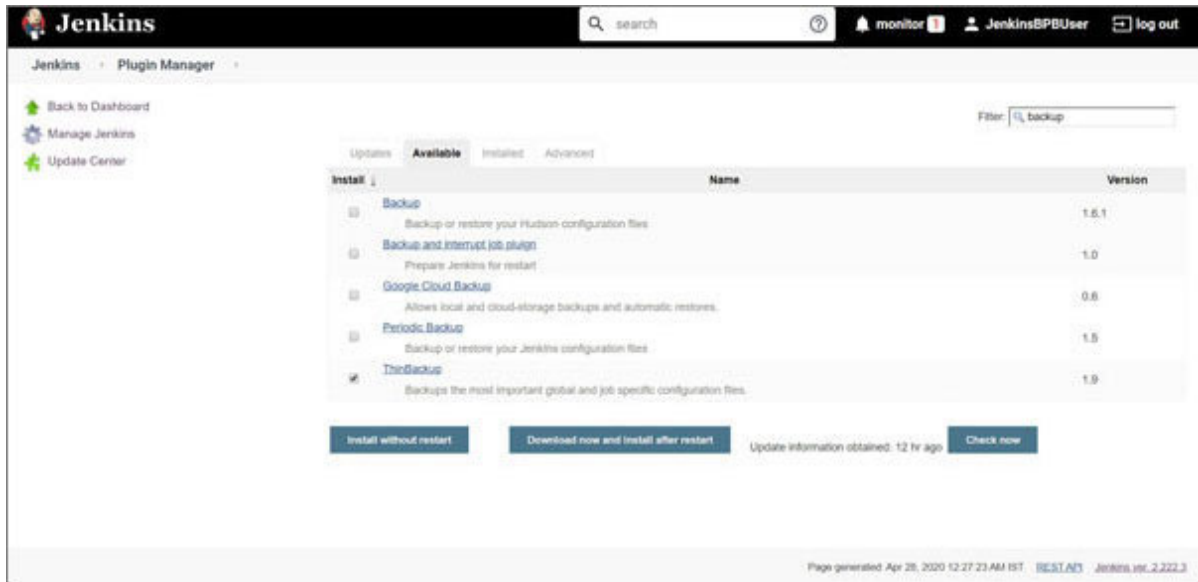 Jenkins
search
monitor 1
JenkinsBPBUser
log out
Jenkins Plugin Manager
Back to Dashboard
Manage Jenkins
Update Center
Filter: backup
Updates Available Installed Advanced
Install ↓ Name Version
Backup
Backup or restore your Hudson configuration files
1.6.1
Backup and interrupt job pluign
Prepare Jenkins for restart
1.0
Google Cloud Backup
Allows local and cloud-storage backups and automatic restores.
0.6
Periodic Backup
Backup or restore your Jenkins configuration files
1.5
ThinBackup
Backups the most important global and job specific configuration files.
1.9
Install without restart
Download now and install after restart
Update information obtained: 12 hr ago
Check now
Page generated: Apr 28, 2020 12:27:23 AM IST REST API Jenkins ver. 2.222.3